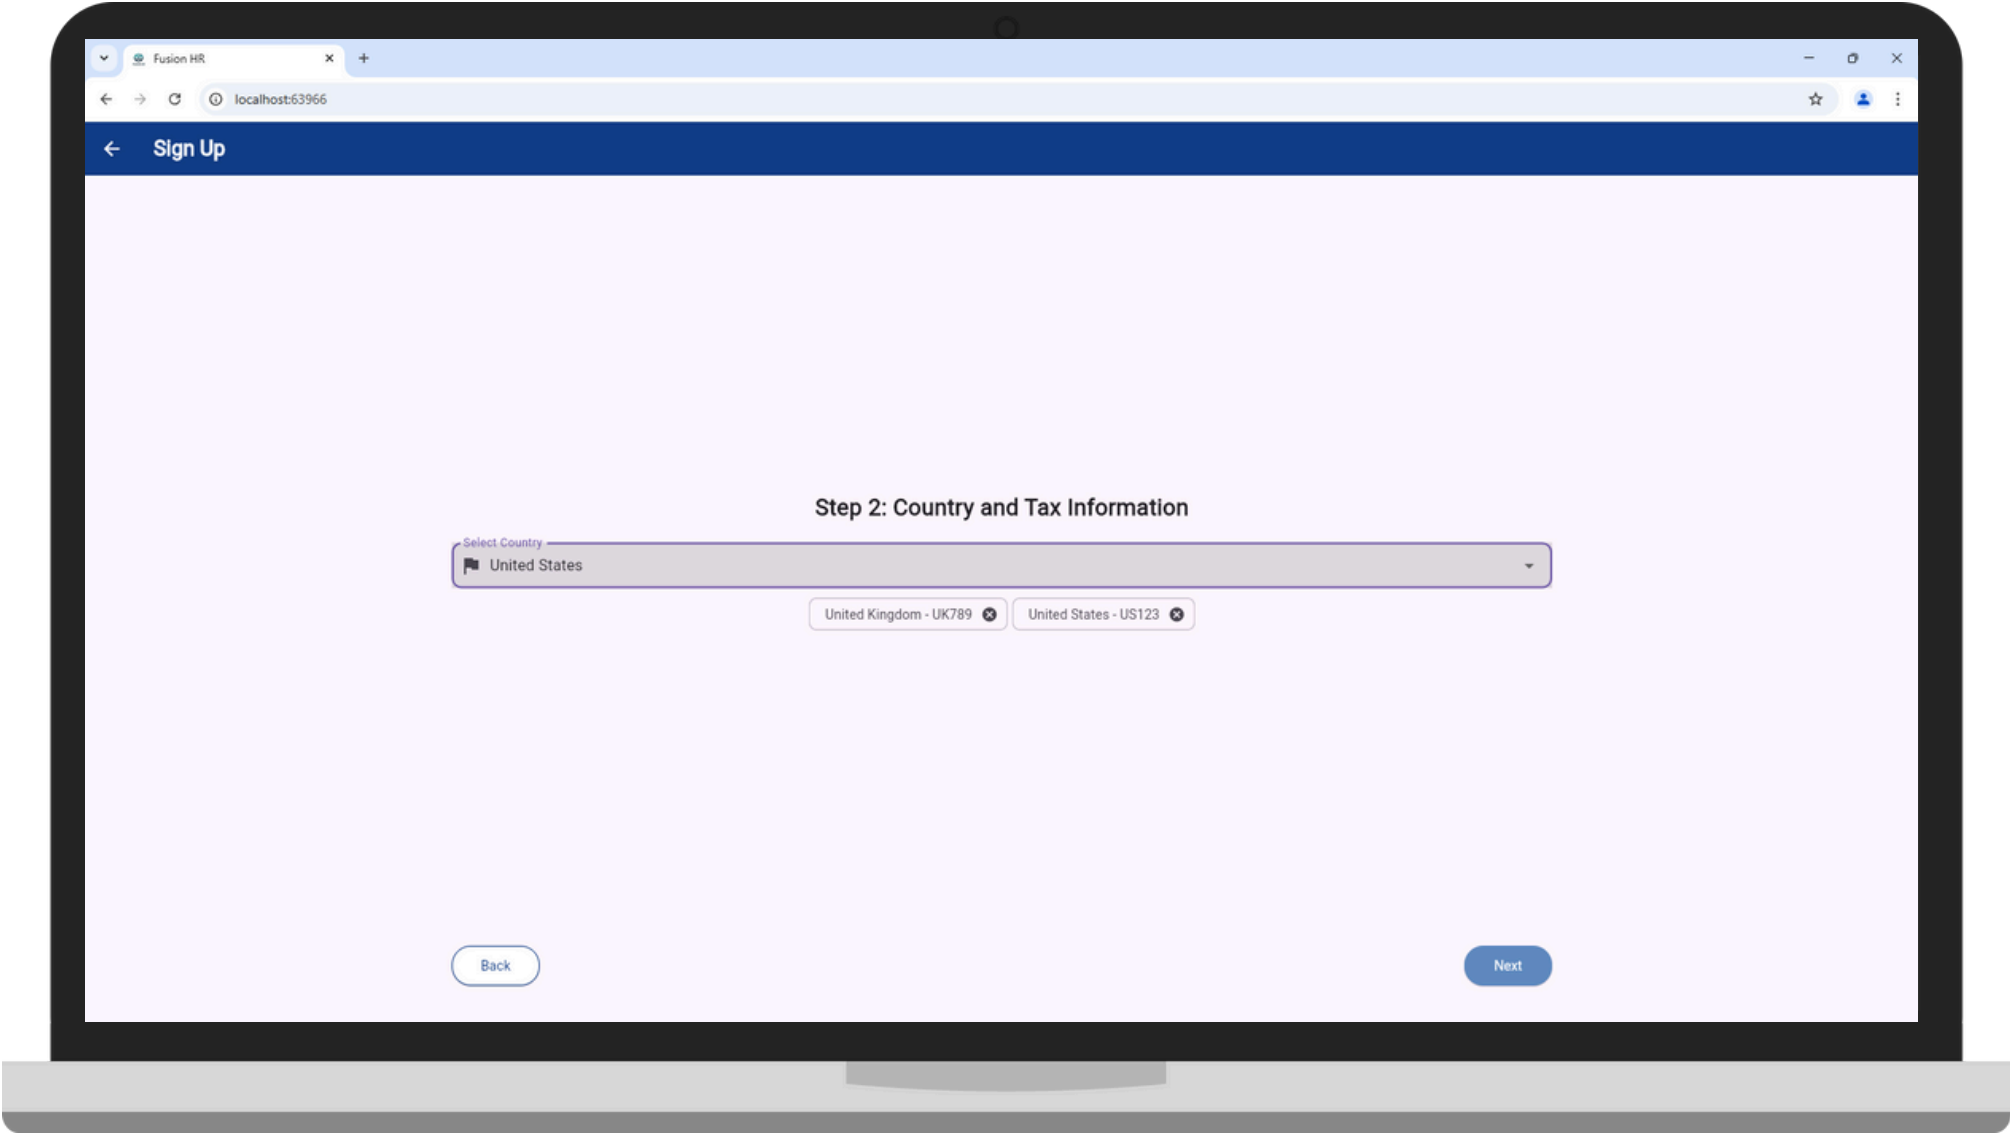 Fusion HR
localhost:63966
Sign Up
Step 2: Country and Tax Information
Select Country
United States
United Kingdom - UK789
United States - US123
Back
Next